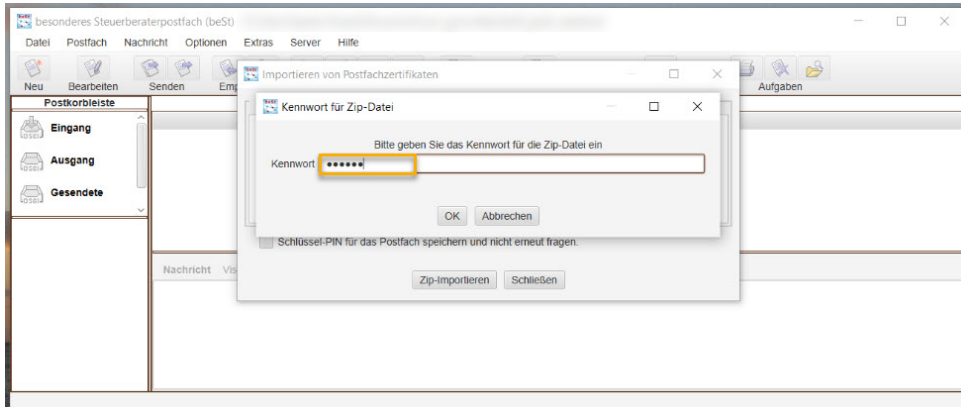 besonderes Steuerberaterpostfach (beSt)
Datei Postfach Nachricht Optionen Extras Server Hilfe
Neu Bearbeiten Senden Aufgaben
Importieren von Postfachzertifikaten
Postkorbleiste
Eingang
Ausgang
Gesendete
Kennwort für Zip-Datei
Bitte geben Sie das Kennwort für die Zip-Datei ein
Kennwort ••••••
OK Abbrechen
Schlüssel-PIN für das Postfach speichern und nicht erneut fragen.
Zip-Importieren Schließen
Nachricht